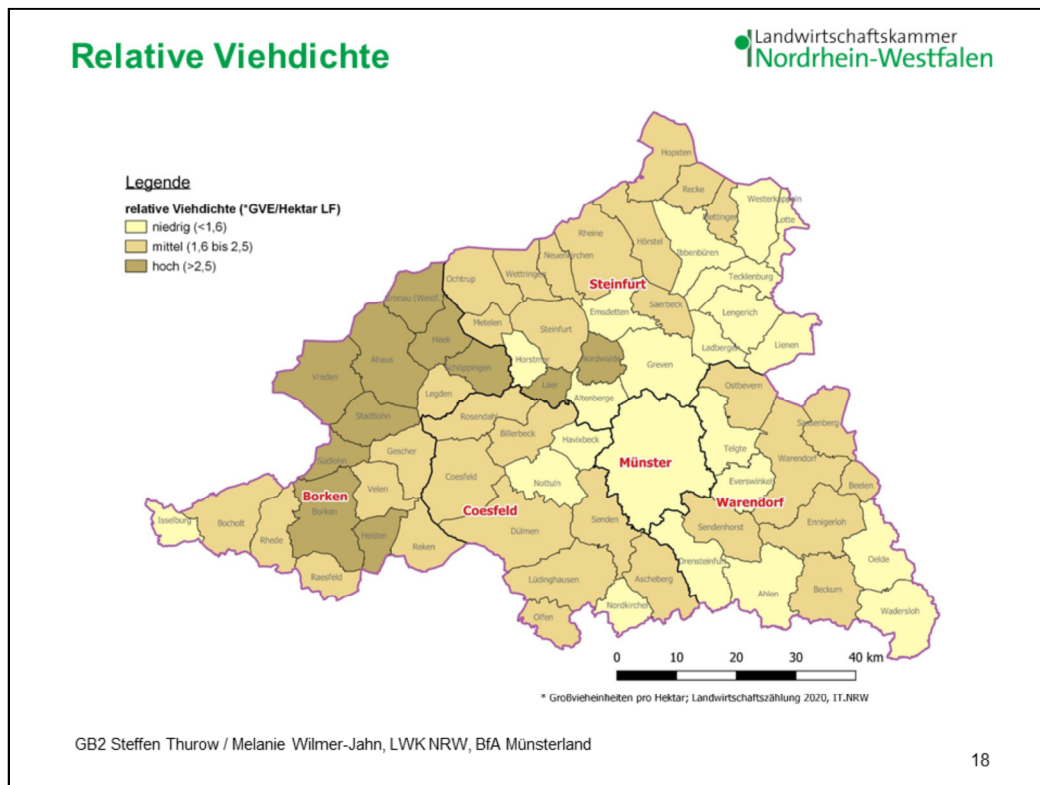 Relative Viehdichte
Landwirtschaftskammer
Nordrhein-Westfalen
Legende
relative Viehdichte (*GVE/Hektar LF)
niedrig (<1,6)
mittel (1,6 bis 2,5)
hoch (>2,5)
Hopsten
Recke
Westerkappeln
Mettingen
Lotte
Rheine
Hörstel
Neuenkirchen
Ibbenbüren
Wettringen
Ochtrup
Tecklenburg
Steinfurt
Gronau (Westf.)
Saerbeck
Emsdetten
Lengerich
Metelen
Steinfurt
Heek
Ladbergen
Lienen
Ahaus
Schöppingen
Horstmar
Nordwalde
Greven
Vreden
Laer
Ostbevern
Legden
Altenberge
Stadtlohn
Rosendahl
Sassenberg
Billerbeck
Havixbeck
Telgte
Gescher
Warendorf
Südlohn
Münster
Coesfeld
Everswinkel
Nottuln
Beelen
Velen
Borken
Warendorf
Borken
Coesfeld
Isselburg
Bocholt
Senden
Sendenhorst
Ennigerloh
Rhede
Heiden
Dülmen
Reken
Drensteinfurt
Oelde
Raesfeld
Lüdinghausen
Ascheberg
Beckum
Ahlen
Nordkirchen
Wadersloh
Olfen
0 10 20 30 40 km
* Großvieheinheiten pro Hektar; Landwirtschaftszählung 2020, IT.NRW
GB2 Steffen Thurow / Melanie Wilmer-Jahn, LWK NRW, BfA Münsterland
18